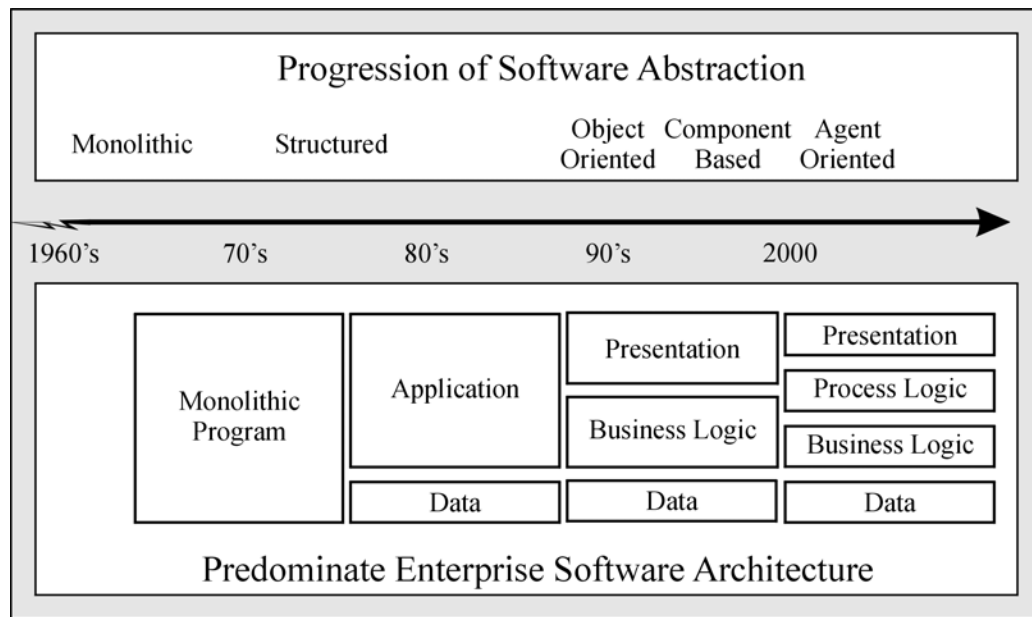 Progression of Software Abstraction
Monolithic
Structured
Object
Oriented
Component
Based
Agent
Oriented
1960's
70's
80's
90's
2000
Monolithic
Program
Application
Data
Presentation
Business Logic
Data
Presentation
Process Logic
Business Logic
Data
Predominate Enterprise Software Architecture